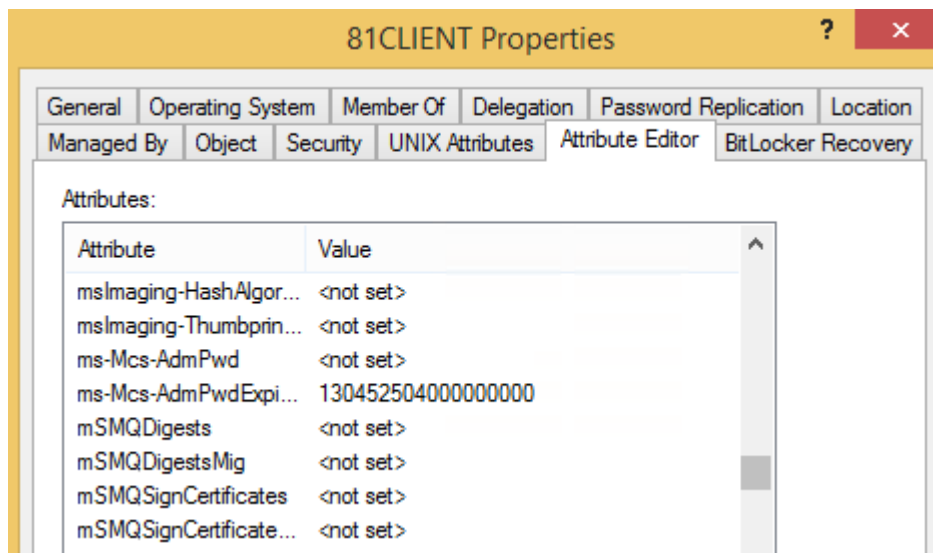 81CLIENT Properties
? ×
General Operating System Member Of Delegation Password Replication Location
Managed By Object Security UNIX Attributes Attribute Editor BitLocker Recovery
Attributes:
Attribute Value
msImaging-HashAlgor... <not set>
msImaging-Thumbprin... <not set>
ms-Mcs-AdmPwd <not set>
ms-Mcs-AdmPwdExpi... 130452504000000000
mSMQDigests <not set>
mSMQDigestsMig <not set>
mSMQSignCertificates <not set>
mSMQSignCertificate... <not set>